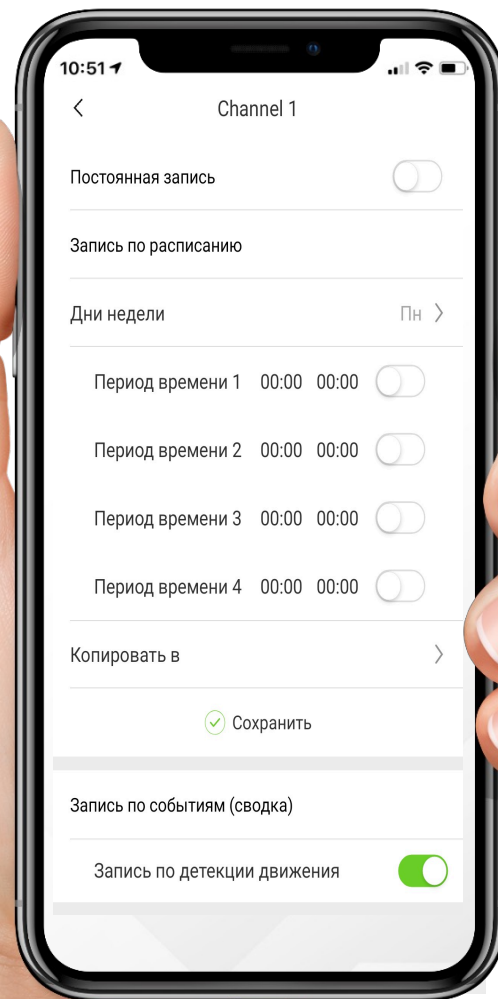 10:51
Channel 1
Постоянная запись
Запись по расписанию
Дни недели Пн
Период времени 1 00:00 00:00
Период времени 2 00:00 00:00
Период времени 3 00:00 00:00
Период времени 4 00:00 00:00
Копировать в
Сохранить
Запись по событиям (сводка)
Запись по детекции движения